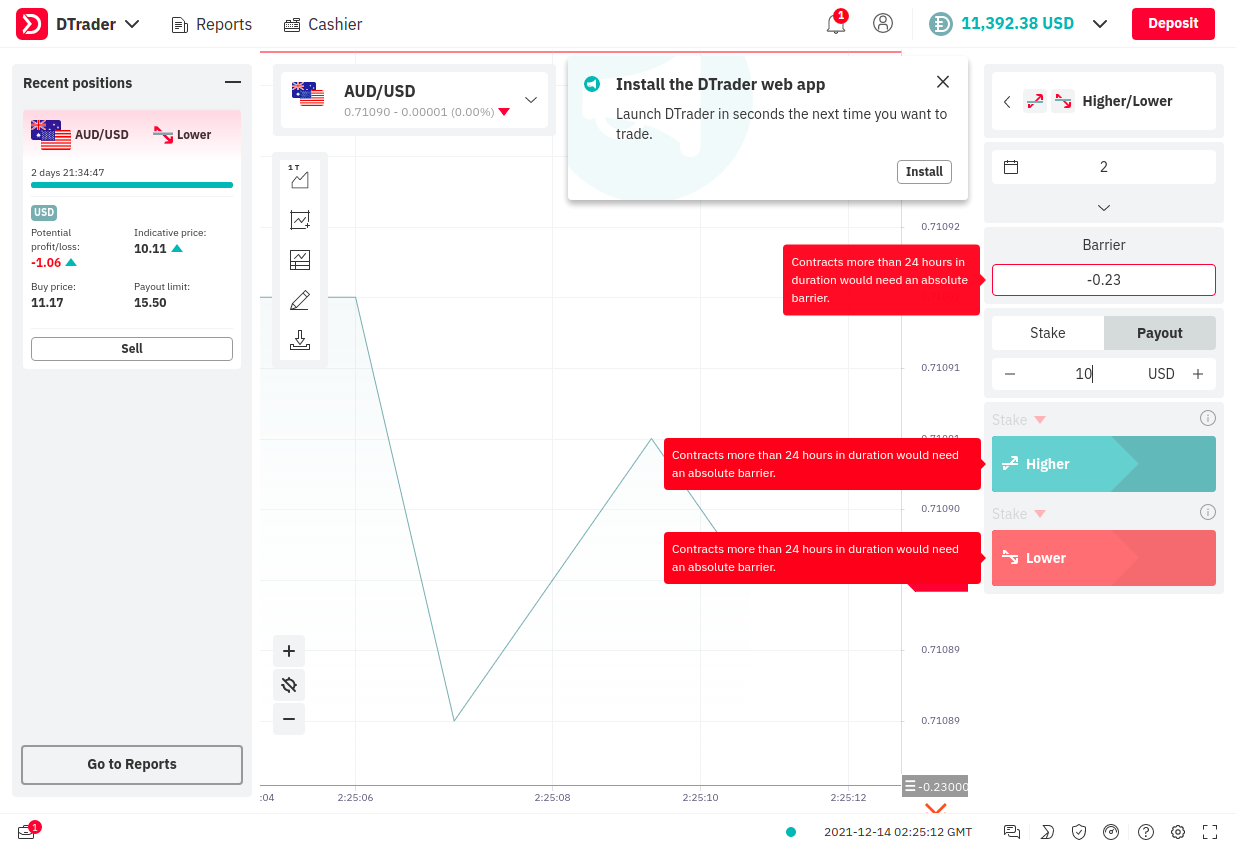 DTrader
Reports
Cashier
1
11,392.38 USD
Deposit
Recent positions
AUD/USD
Lower
2 days 21:34:47
USD
Potential
profit/loss:
-1.06
Indicative price:
10.11
Buy price:
11.17
Payout limit:
15.50
Sell
Go to Reports
AUD/USD
0.71090 - 0.00001 (0.00%)
1 T
Install the DTrader web app
Launch DTrader in seconds the next time you want to
trade.
Install
0.71092
0.71091
0.71090
0.71089
0.71089
-0.23000
:04
2:25:06
2:25:08
2:25:10
2:25:12
Higher/Lower
2
Barrier
-0.23
Contracts more than 24 hours in
duration would need an absolute
barrier.
Stake
Payout
10
USD
Stake
Higher
Contracts more than 24 hours in duration would need
an absolute barrier.
Stake
Lower
Contracts more than 24 hours in duration would need
an absolute barrier.
1
2021-12-14 02:25:12 GMT